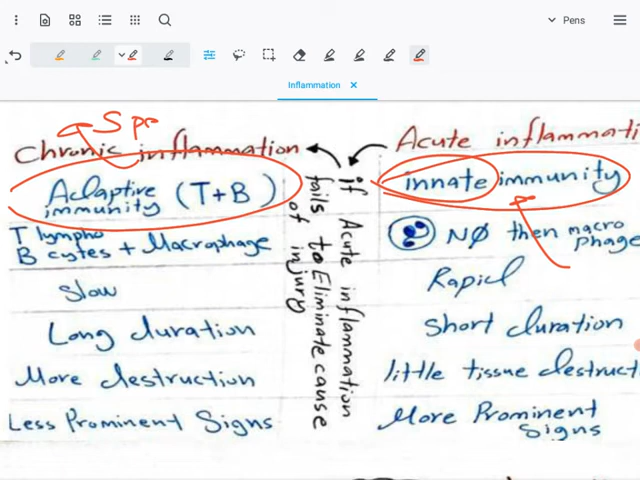 Pens
Inflammation
Spe
Chronic inflammation
Adaptive
immunity (T+B)
T lympho
B cytes + Macrophage
Slow
Long duration
More destruction
Less Prominent Signs
if Acute inflammation
fails to Eliminate cause
of injury
Acute inflammati
innate immunity
NØ then macro
phage
Rapid
Short duration
little tissue destruct
More Prominent
Signs